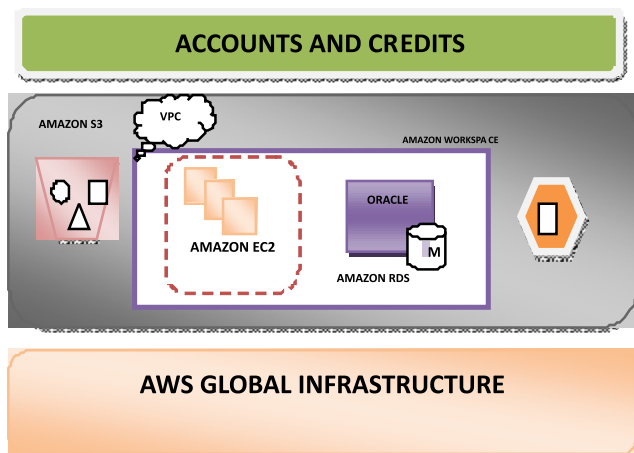 ACCOUNTS AND CREDITS
AMAZON S3
VPC
AMAZON WORKSPA CE
ORACLE
M
AMAZON EC2
AMAZON RDS
AWS GLOBAL INFRASTRUCTURE